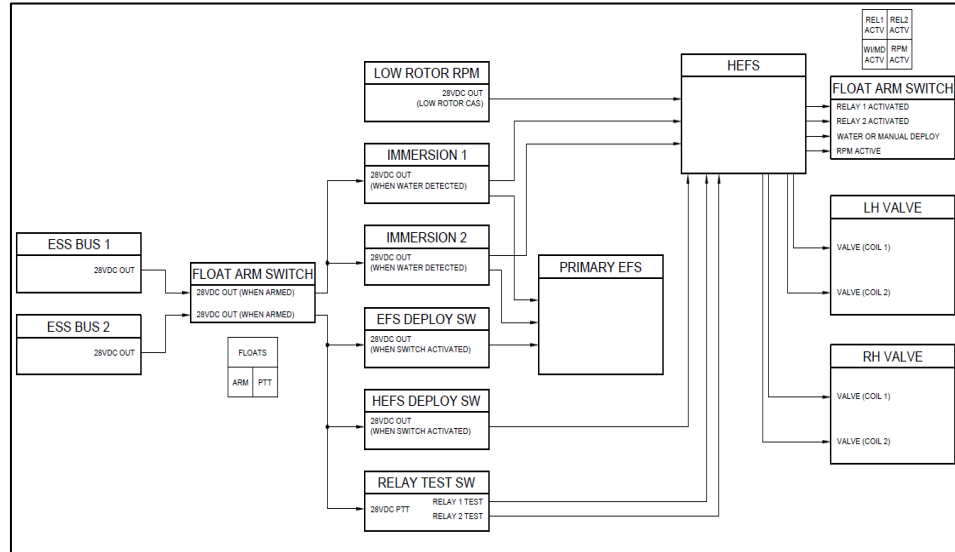 REL1 REL2
ACTV ACTV
WI/MD RPM
ACTV ACTV
HEFS
LOW ROTOR RPM
28VDC OUT
(LOW ROTOR CAS)
FLOAT ARM SWITCH
RELAY 1 ACTIVATED
RELAY 2 ACTIVATED
WATER OR MANUAL DEPLOY
RPM ACTIVE
IMMERSION 1
28VDC OUT
(WHEN WATER DETECTED)
IMMERSION 2
28VDC OUT
(WHEN WATER DETECTED)
LH VALVE
VALVE (COIL 1)
VALVE (COIL 2)
ESS BUS 1
28VDC OUT
FLOAT ARM SWITCH
28VDC OUT (WHEN ARMED)
28VDC OUT (WHEN ARMED)
PRIMARY EFS
ESS BUS 2
28VDC OUT
EFS DEPLOY SW
28VDC OUT
(WHEN SWITCH ACTIVATED)
FLOATS
ARM PTT
RH VALVE
VALVE (COIL 1)
VALVE (COIL 2)
HEFS DEPLOY SW
28VDC OUT
(WHEN SWITCH ACTIVATED)
RELAY TEST SW
28VDC PTT
RELAY 1 TEST
RELAY 2 TEST